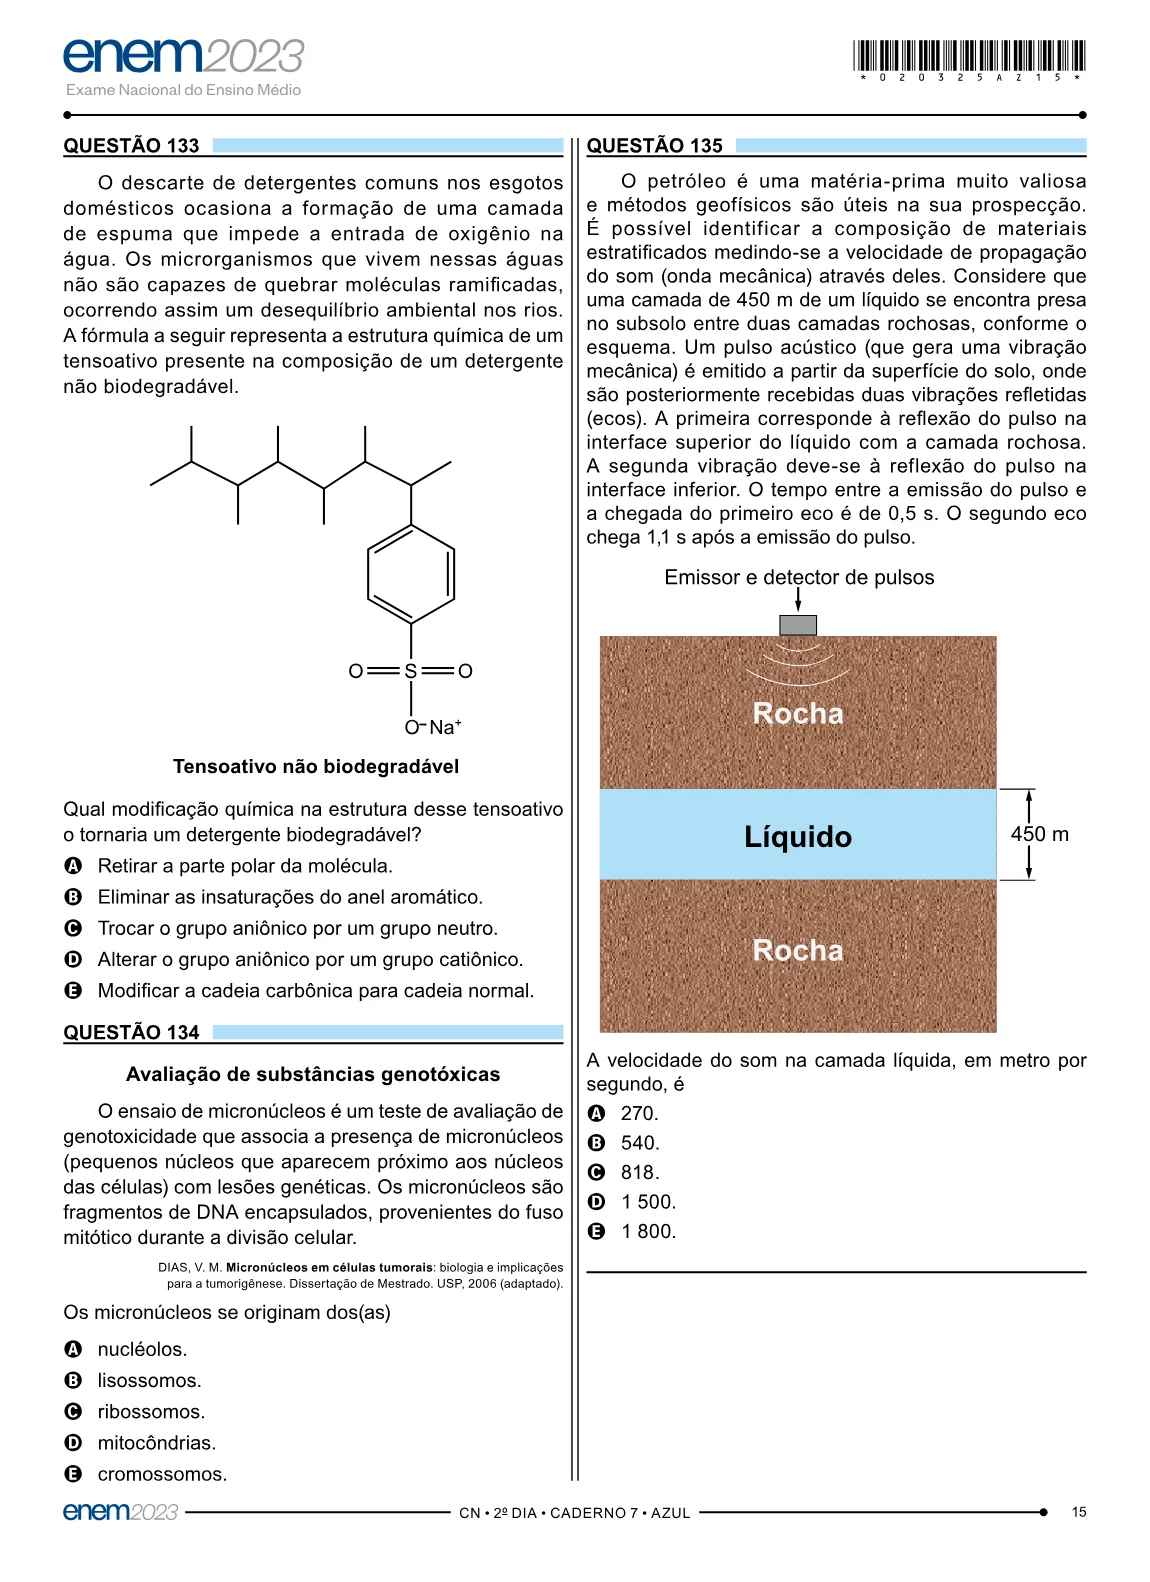 enem2023
Exame Nacional do Ensino Médio
*020325AZ15*
QUESTÃO 133
O descarte de detergentes comuns nos esgotos
domésticos ocasiona a formação de uma camada
de espuma que impede a entrada de oxigênio na
água. Os microrganismos que vivem nessas águas
não são capazes de quebrar moléculas ramificadas,
ocorrendo assim um desequilíbrio ambiental nos rios.
A fórmula a seguir representa a estrutura química de um
tensoativo presente na composição de um detergente
não biodegradável.
O S O
O⁻Na⁺
Tensoativo não biodegradável
Qual modificação química na estrutura desse tensoativo
o tornaria um detergente biodegradável?
A Retirar a parte polar da molécula.
B Eliminar as insaturações do anel aromático.
C Trocar o grupo aniônico por um grupo neutro.
D Alterar o grupo aniônico por um grupo catiônico.
E Modificar a cadeia carbônica para cadeia normal.
QUESTÃO 134
Avaliação de substâncias genotóxicas
O ensaio de micronúcleos é um teste de avaliação de
genotoxicidade que associa a presença de micronúcleos
(pequenos núcleos que aparecem próximo aos núcleos
das células) com lesões genéticas. Os micronúcleos são
fragmentos de DNA encapsulados, provenientes do fuso
mitótico durante a divisão celular.
DIAS, V. M. Micronúcleos em células tumorais: biologia e implicações
para a tumorigênese. Dissertação de Mestrado. USP, 2006 (adaptado).
Os micronúcleos se originam dos(as)
A nucléolos.
B lisossomos.
C ribossomos.
D mitocôndrias.
E cromossomos.
QUESTÃO 135
O petróleo é uma matéria-prima muito valiosa
e métodos geofísicos são úteis na sua prospecção.
É possível identificar a composição de materiais
estratificados medindo-se a velocidade de propagação
do som (onda mecânica) através deles. Considere que
uma camada de 450 m de um líquido se encontra presa
no subsolo entre duas camadas rochosas, conforme o
esquema. Um pulso acústico (que gera uma vibração
mecânica) é emitido a partir da superfície do solo, onde
são posteriormente recebidas duas vibrações refletidas
(ecos). A primeira corresponde à reflexão do pulso na
interface superior do líquido com a camada rochosa.
A segunda vibração deve-se à reflexão do pulso na
interface inferior. O tempo entre a emissão do pulso e
a chegada do primeiro eco é de 0,5 s. O segundo eco
chega 1,1 s após a emissão do pulso.
Emissor e detector de pulsos
Rocha
Líquido
450 m
Rocha
A velocidade do som na camada líquida, em metro por
segundo, é
A 270.
B 540.
C 818.
D 1 500.
E 1 800.
enem2023
CN • 2º DIA • CADERNO 7 • AZUL
15